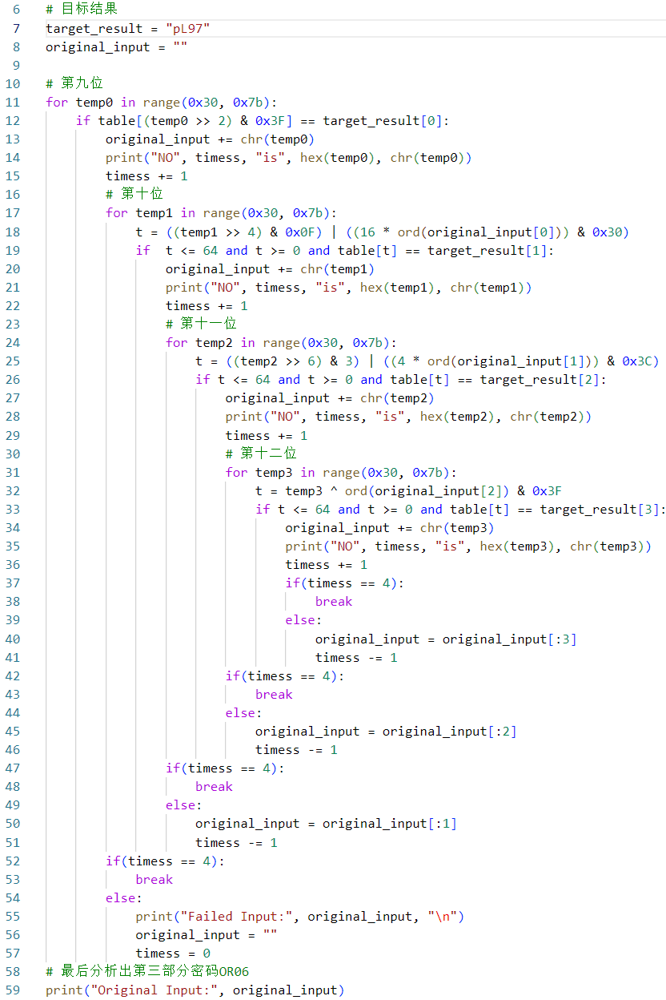 6 # 目标结果
7 target_result = "pL97"
8 original_input = ""
9
10 # 第九位
11 for temp0 in range(0x30, 0x7b):
12     if table[(temp0 >> 2) & 0x3F] == target_result[0]:
13         original_input += chr(temp0)
14         print("NO", timess, "is", hex(temp0), chr(temp0))
15         timess += 1
16         # 第十位
17         for temp1 in range(0x30, 0x7b):
18             t = ((temp1 >> 4) & 0x0F) | ((16 * ord(original_input[0])) & 0x30)
19             if  t <= 64 and t >= 0 and table[t] == target_result[1]:
20                 original_input += chr(temp1)
21                 print("NO", timess, "is", hex(temp1), chr(temp1))
22                 timess += 1
23                 # 第十一位
24                 for temp2 in range(0x30, 0x7b):
25                     t = ((temp2 >> 6) & 3) | ((4 * ord(original_input[1])) & 0x3C)
26                     if t <= 64 and t >= 0 and table[t] == target_result[2]:
27                         original_input += chr(temp2)
28                         print("NO", timess, "is", hex(temp2), chr(temp2))
29                         timess += 1
30                         # 第十二位
31                         for temp3 in range(0x30, 0x7b):
32                             t = temp3 ^ ord(original_input[2]) & 0x3F
33                             if t <= 64 and t >= 0 and table[t] == target_result[3]:
34                                 original_input += chr(temp3)
35                                 print("NO", timess, "is", hex(temp3), chr(temp3))
36                                 timess += 1
37                                 if(timess == 4):
38                                     break
39                                 else:
40                                     original_input = original_input[:3]
41                                     timess -= 1
42                         if(timess == 4):
43                             break
44                         else:
45                             original_input = original_input[:2]
46                             timess -= 1
47                 if(timess == 4):
48                     break
49                 else:
50                     original_input = original_input[:1]
51                     timess -= 1
52         if(timess == 4):
53             break
54         else:
55             print("Failed Input:", original_input, "\n")
56             original_input = ""
57             timess = 0
58 # 最后分析出第三部分密码OR06
59 print("Original Input:", original_input)